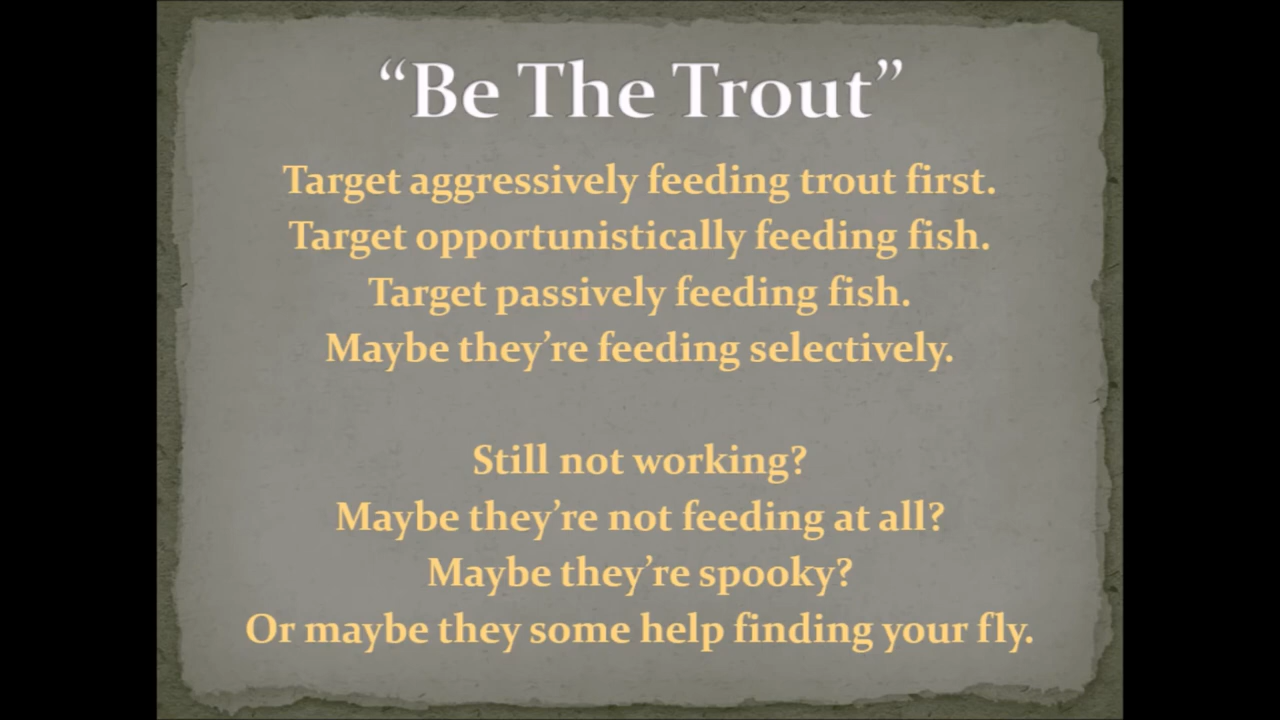 “Be The Trout”
Target aggressively feeding trout first.
Target opportunistically feeding fish.
Target passively feeding fish.
Maybe they’re feeding selectively.
Still not working?
Maybe they’re not feeding at all?
Maybe they’re spooky?
Or maybe they some help finding your fly.